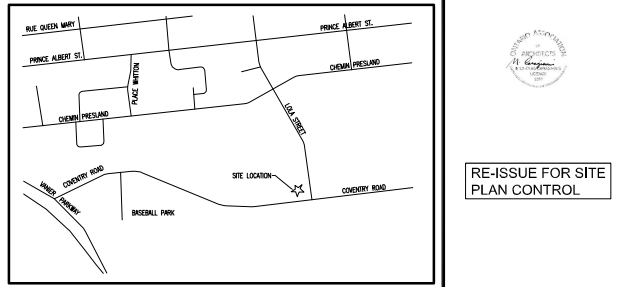 RUE QUEEN MARY
PRINCE ALBERT ST.
PRINCE ALBERT ST.
PLACE WHITTON
CHEMIN PRESLAND
CHEMIN PRESLAND
LOLA STREET
COVENTRY ROAD
VANIER PARKWAY
SITE LOCATION
COVENTRY ROAD
BASEBALL PARK
ONTARIO ASSOCIATION
OF
ARCHITECTS
LICENCE
RE-ISSUE FOR SITE
PLAN CONTROL